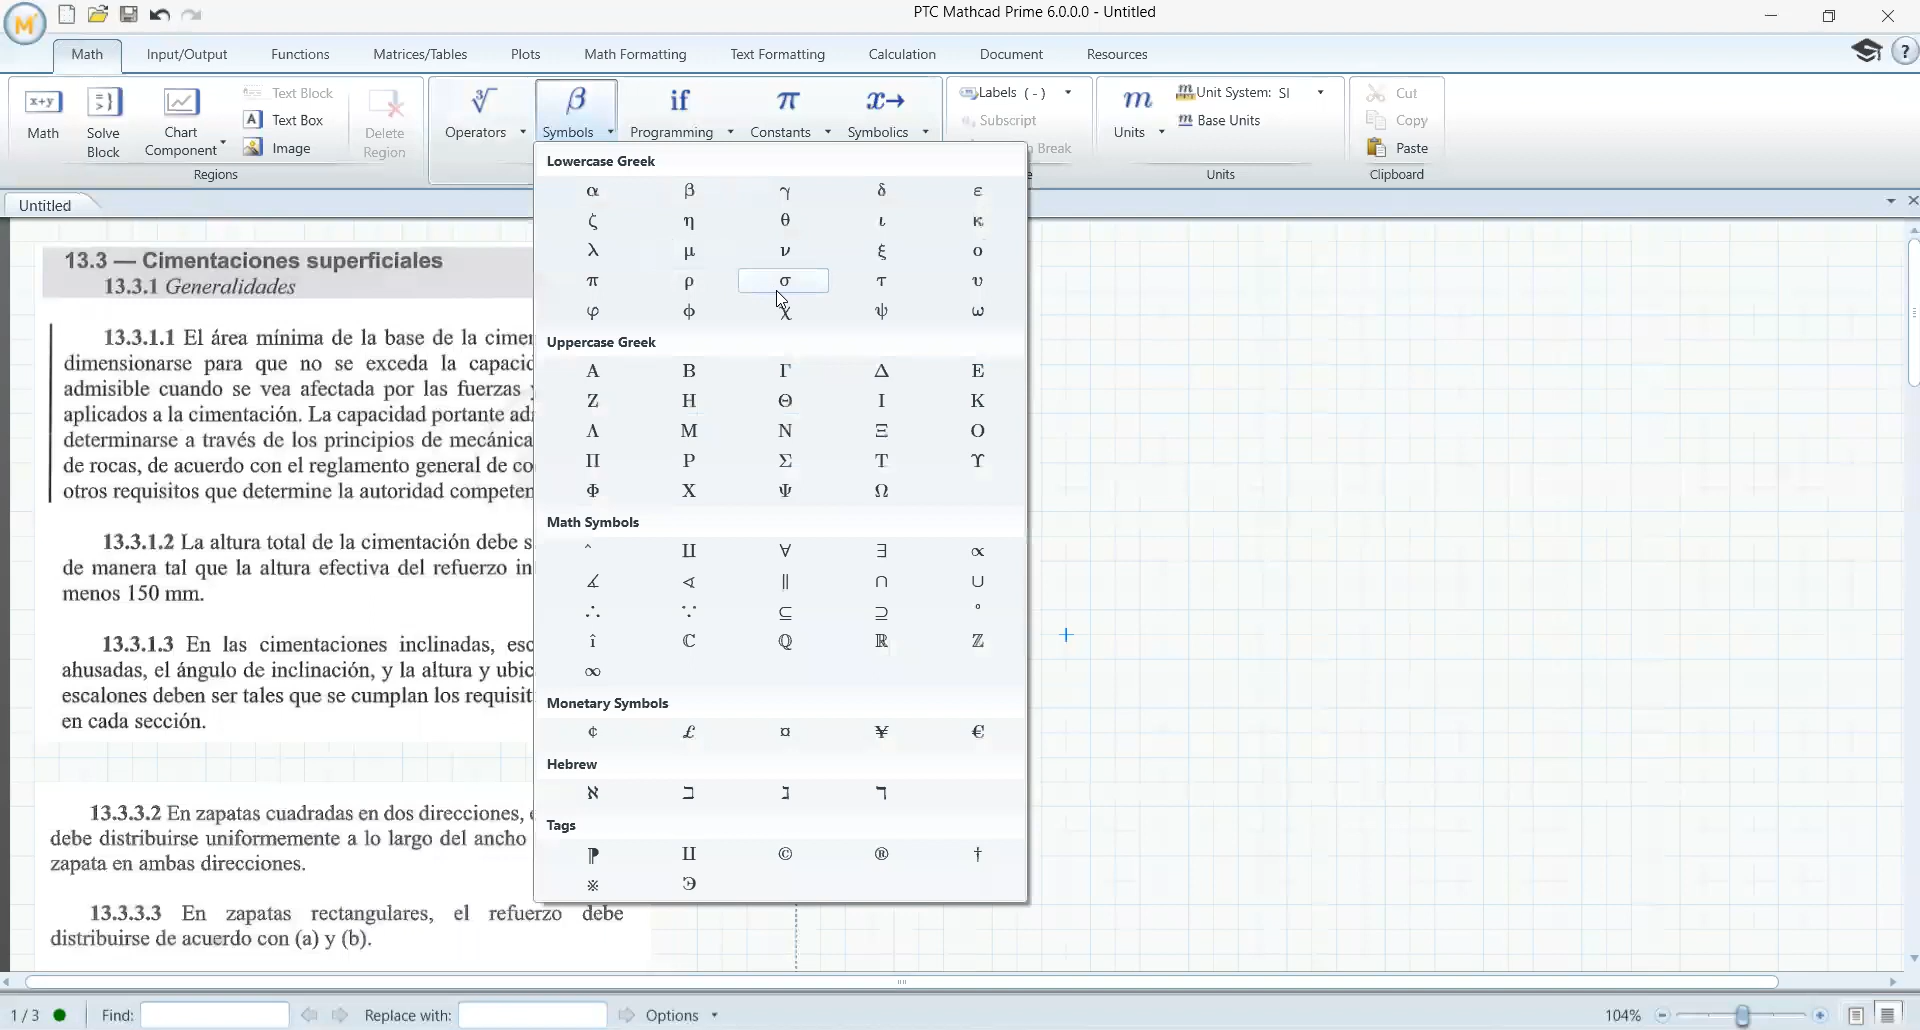 PTC Mathcad Prime 6.0.0.0 - Untitled
Math Input/Output Functions Matrices/Tables Plots Math Formatting Text Formatting Calculation Document Resources
Math
Solve Block
Chart Component
Text Block
Text Box
Image
Delete Region
Regions
Operators
β Symbols
if Programming
π Constants
Symbolics
Labels ( - )
Subscript
Break
Units
Unit System: SI
Base Units
Units
Cut
Copy
Paste
Clipboard
Untitled
13.3 — Cimentaciones superficiales
13.3.1 Generalidades
13.3.1.1 El área mínima de la base de la cimen
dimensionarse para que no se exceda la capacid
admisible cuando se vea afectada por las fuerzas y
aplicados a la cimentación. La capacidad portante adm
determinarse a través de los principios de mecánica
de rocas, de acuerdo con el reglamento general de co
otros requisitos que determine la autoridad competen
13.3.1.2 La altura total de la cimentación debe s
de manera tal que la altura efectiva del refuerzo in
menos 150 mm.
13.3.1.3 En las cimentaciones inclinadas, esc
ahusadas, el ángulo de inclinación, y la altura y ubic
escalones deben ser tales que se cumplan los requisit
en cada sección.
13.3.3.2 En zapatas cuadradas en dos direcciones, e
debe distribuirse uniformemente a lo largo del ancho
zapata en ambas direcciones.
13.3.3.3 En zapatas rectangulares, el refuerzo debe
distribuirse de acuerdo con (a) y (b).
Lowercase Greek
α β γ δ ε
ζ η θ ι κ
λ μ ν ξ ο
π ρ σ τ υ
φ ϕ χ ψ ω
Uppercase Greek
Α Β Γ Δ Ε
Ζ Η Θ Ι Κ
Λ Μ Ν Ξ Ο
Π Ρ Σ Τ ϒ
Φ Χ Ψ Ω
Math Symbols
ˆ ∐ ∀ ∃ ∝
∡ ∢ ∥ ∩ ∪
∴ ∵ ⊆ ⊇ °
î ℂ ℚ ℝ ℤ
∞
Monetary Symbols
¢ £ ¤ ¥ €
Hebrew
א ב ג ד
Tags
⁋ ∐ © ® †
※ Э
1 / 3 Find: Replace with: Options 104%